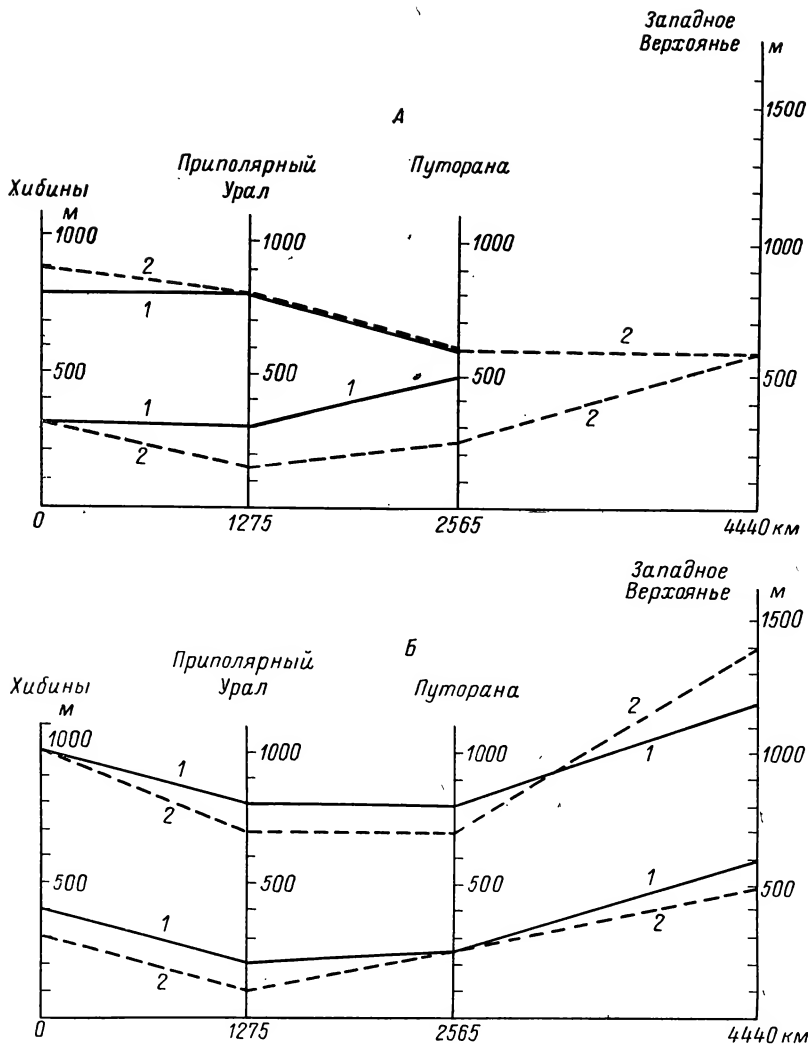 Западное
Верхоянье
м
1500
А
Приполярный
Урал
Путорана
Хибины
м
1000
1000
1000
1000
2
1
2
500
500
1
500
500
1
2
2
0
1275
2565
4440 км
Западное
Верхоянье
м
1500
Б
Приполярный
Урал
Путорана
Хибины
м
2
1000
1000
1000
1000
1
1
2
500
500
500
500
1
1
2
2
0
1275
2565
4440 км